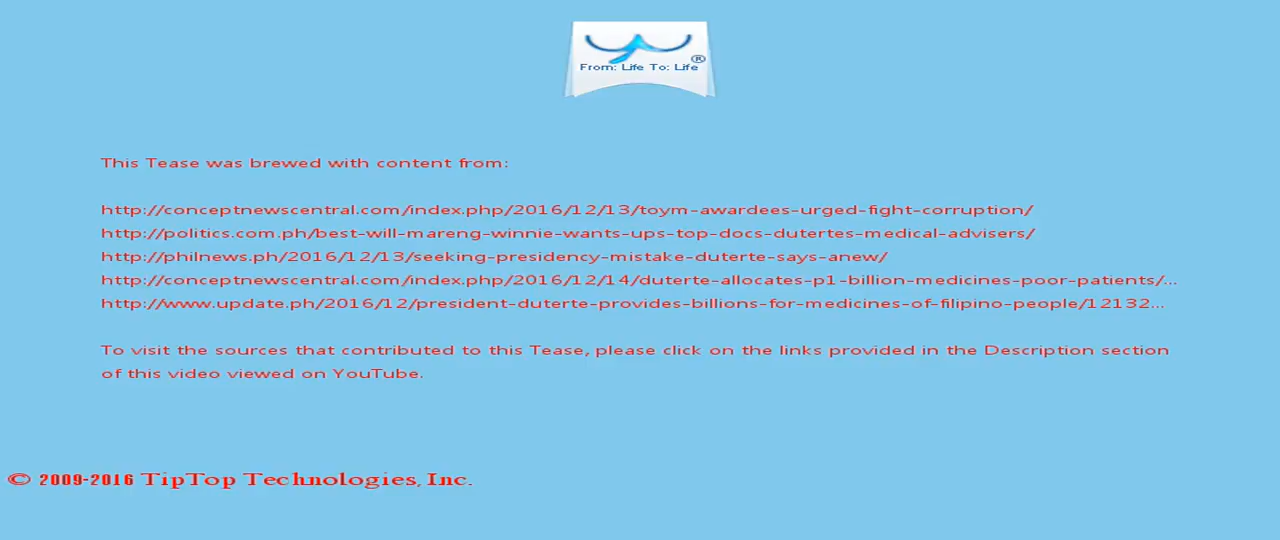 From: Life To: Life®
This Tease was brewed with content from:
http://conceptnewscentral.com/index.php/2016/12/13/toym-awardees-urged-fight-corruption/
http://politics.com.ph/best-will-mareng-winnie-wants-ups-top-docs-dutertes-medical-advisers/
http://philnews.ph/2016/12/13/seeking-presidency-mistake-duterte-says-anew/
http://conceptnewscentral.com/index.php/2016/12/14/duterte-allocates-p1-billion-medicines-poor-patients/...
http://www.update.ph/2016/12/president-duterte-provides-billions-for-medicines-of-filipino-people/12132...
To visit the sources that contributed to this Tease, please click on the links provided in the Description section
of this video viewed on YouTube.
© 2009-2016 TipTop Technologies, Inc.